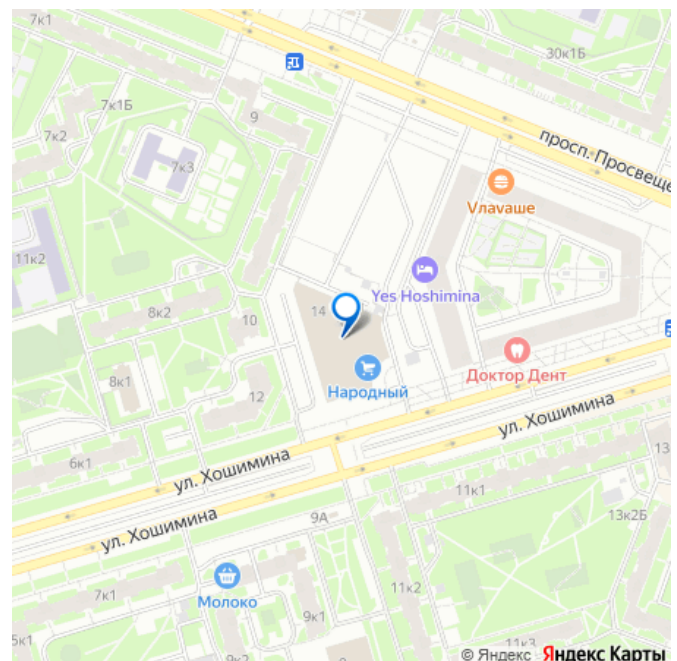 7к1
30к1Б
7к1Б
9
7к2
просп. Просвеще
7к3
Vлаvаше
11к2
Yes Hoshimina
8к2
14
10
Доктор Дент
8к1
Народный
12
ул. Хошимина
13
6к1
ул. Хошимина
11к1
9А
13к2Б
ул. Хошимина
7к1
11к2
Молоко
9к1
5к1
9к2
11к3
© Яндекс Яндекс Карты